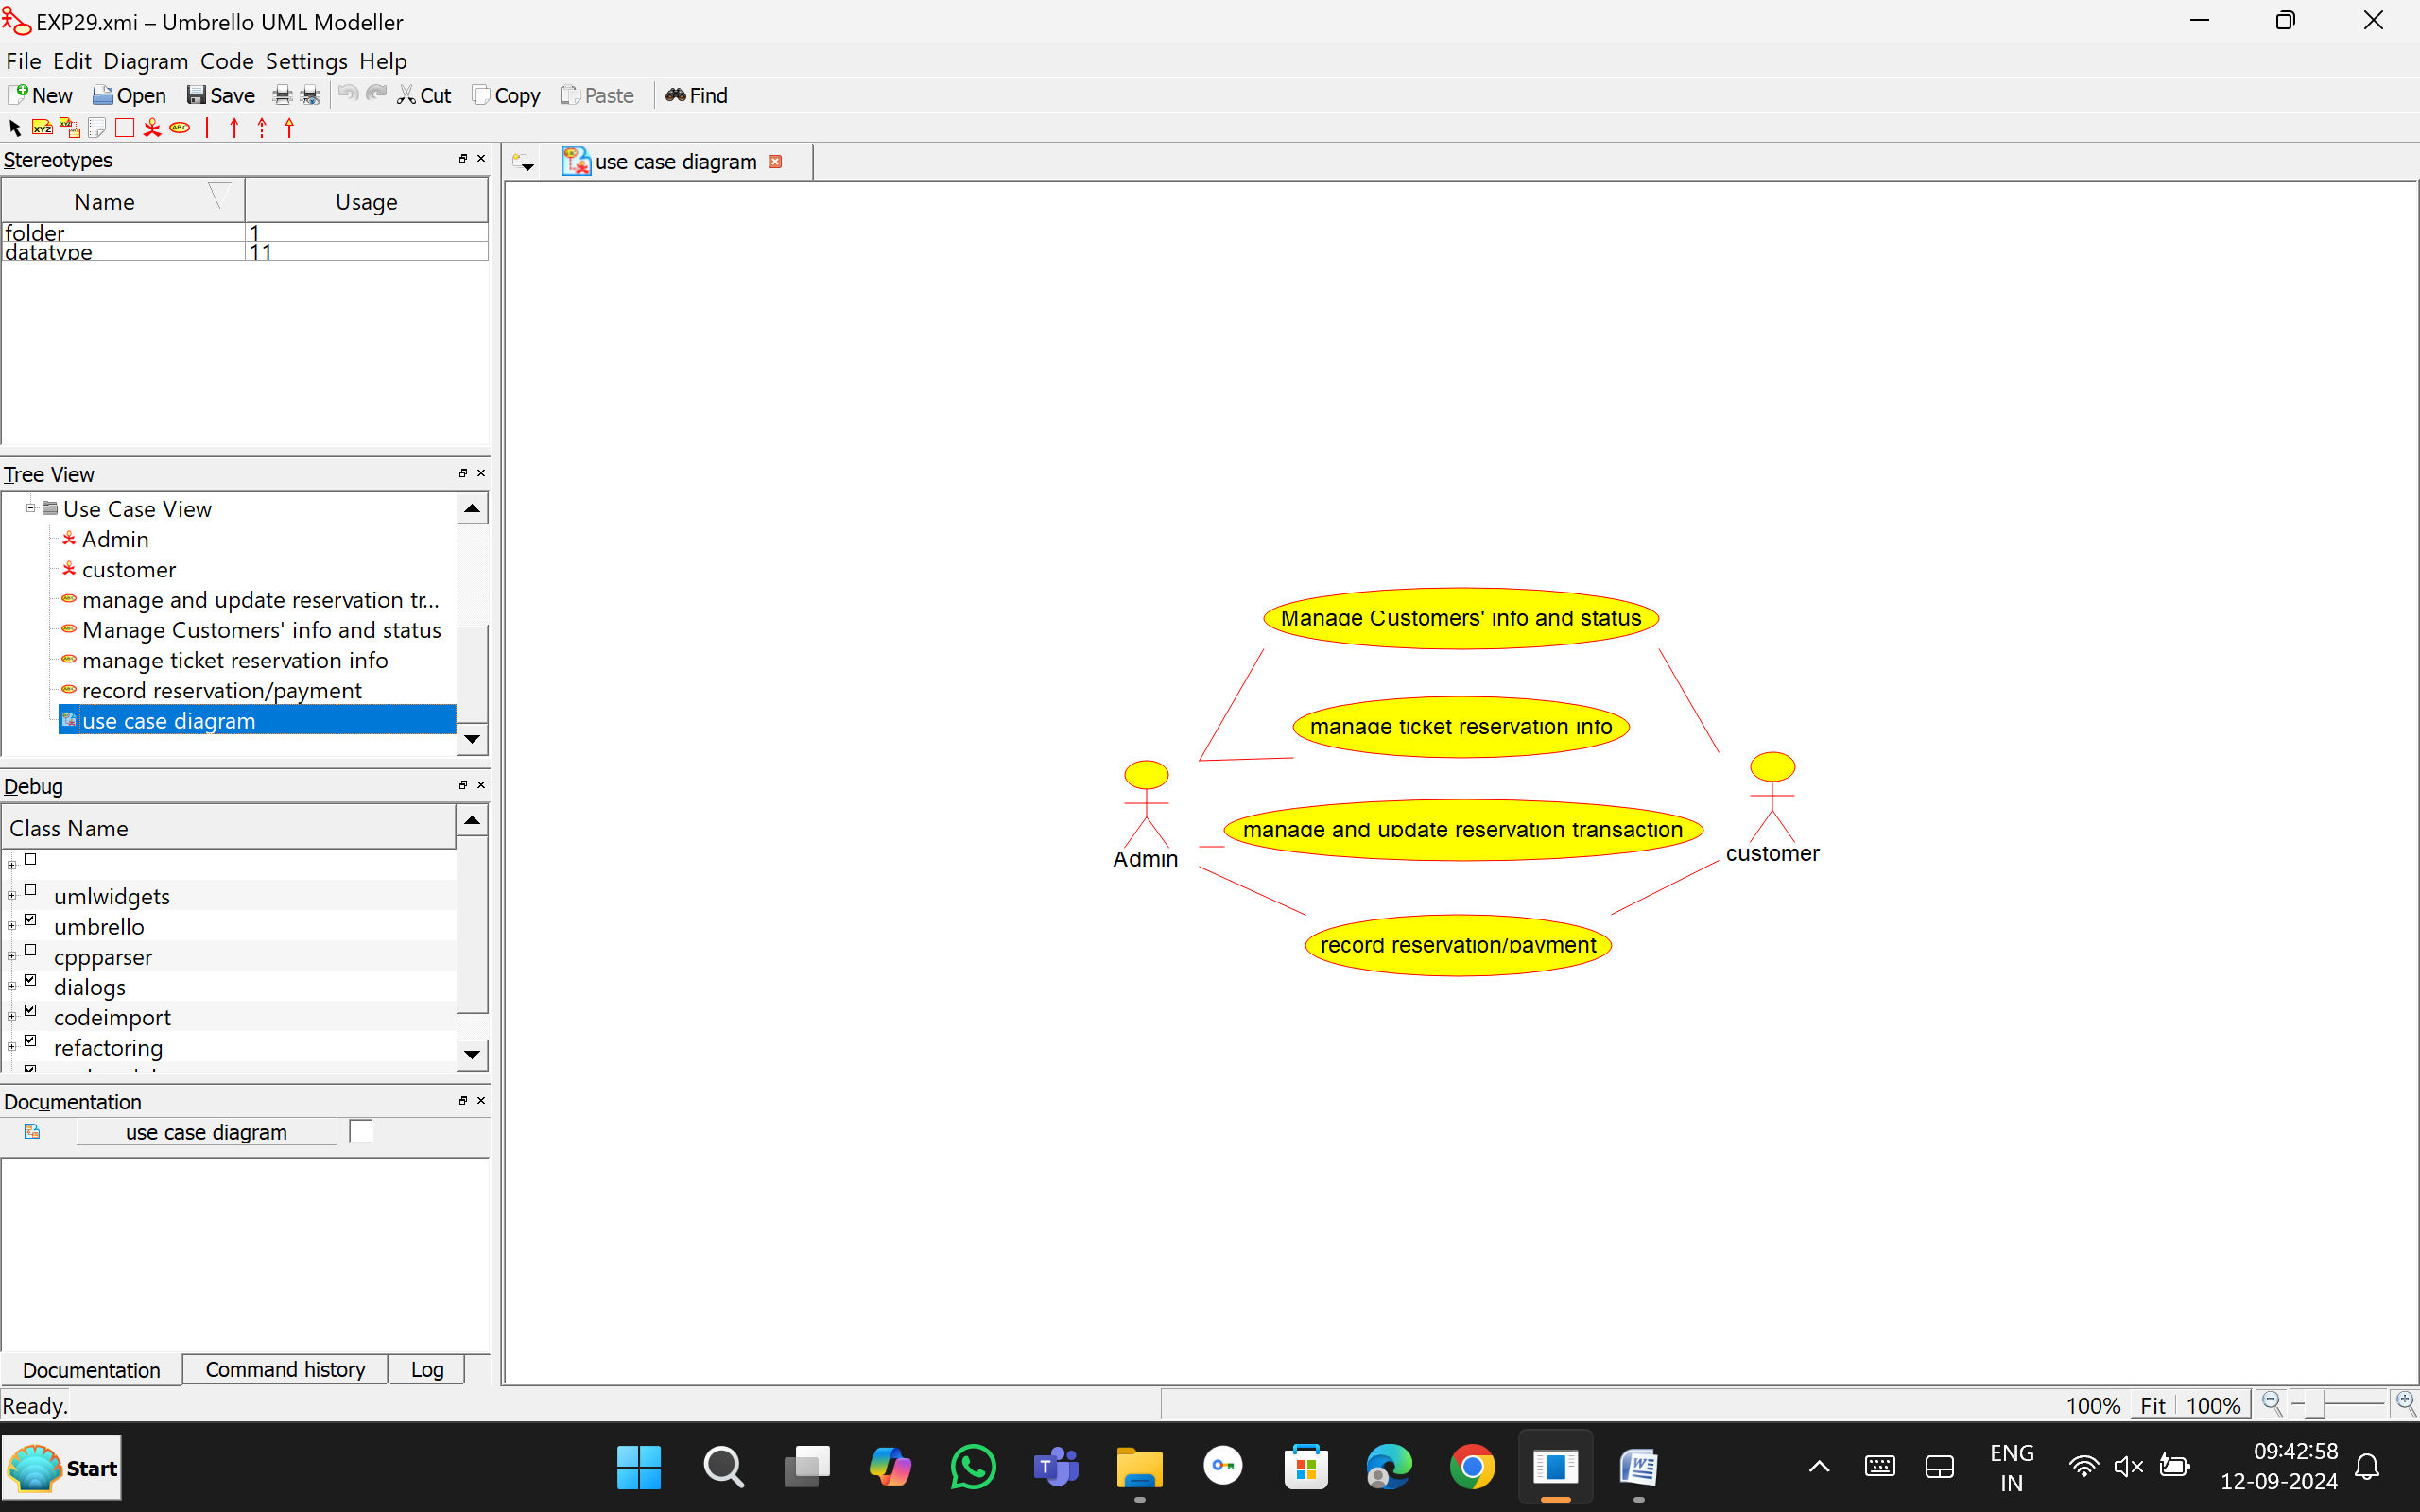 EXP29.xmi – Umbrello UML Modeller
File Edit Diagram Code Settings Help
New Open Save Cut Copy Paste Find
XYZ ABC
Stereotypes
Name Usage
folder 1
datatype 11
Tree View
Use Case View
Admin
customer
manage and update reservation tr...
Manage Customers' info and status
manage ticket reservation info
record reservation/payment
use case diagram
Debug
Class Name
umlwidgets
umbrello
cppparser
dialogs
codeimport
refactoring
Documentation
use case diagram
Documentation Command history Log
Ready.
use case diagram
Manage Customers' info and status
manage ticket reservation info
manage and update reservation transaction
record reservation/payment
Admin
customer
100% Fit 100%
Start
ENG
IN
09:42:58
12-09-2024